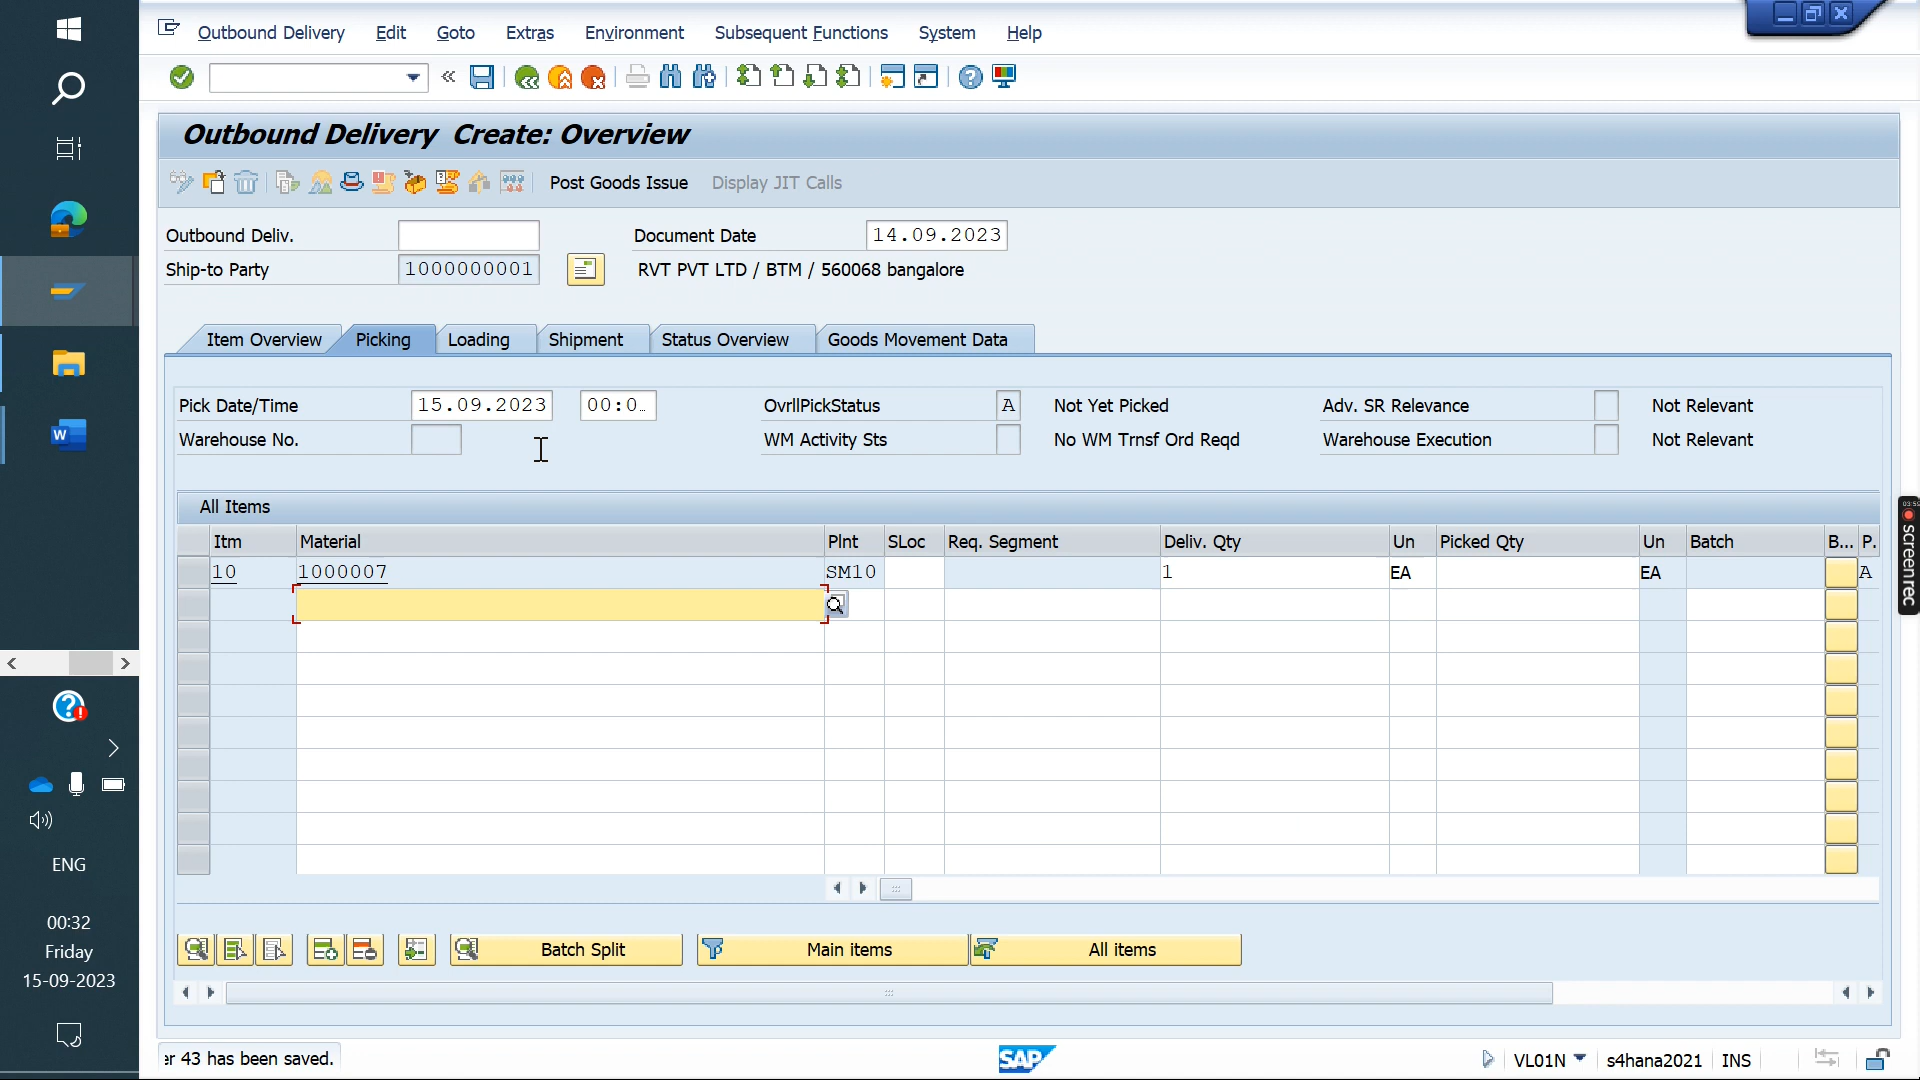 Outbound Delivery Edit Goto Extras Environment Subsequent Functions System Help
Outbound Delivery Create: Overview
Post Goods Issue Display JIT Calls
Outbound Deliv. Document Date 14.09.2023
Ship-to Party 1000000001 RVT PVT LTD / BTM / 560068 bangalore
Item Overview Picking Loading Shipment Status Overview Goods Movement Data
Pick Date/Time 15.09.2023 00:0.. OvrllPickStatus A Not Yet Picked Adv. SR Relevance Not Relevant
Warehouse No. WM Activity Sts No WM Trnsf Ord Reqd Warehouse Execution Not Relevant
All Items
Itm Material Plnt SLoc Req. Segment Deliv. Qty Un Picked Qty Un Batch B... P.
10 1000007 SM10 1 EA EA A
Batch Split Main items All items
er 43 has been saved.
SAP
VL01N s4hana2021 INS
ENG
00:32
Friday
15-09-2023
screenrec